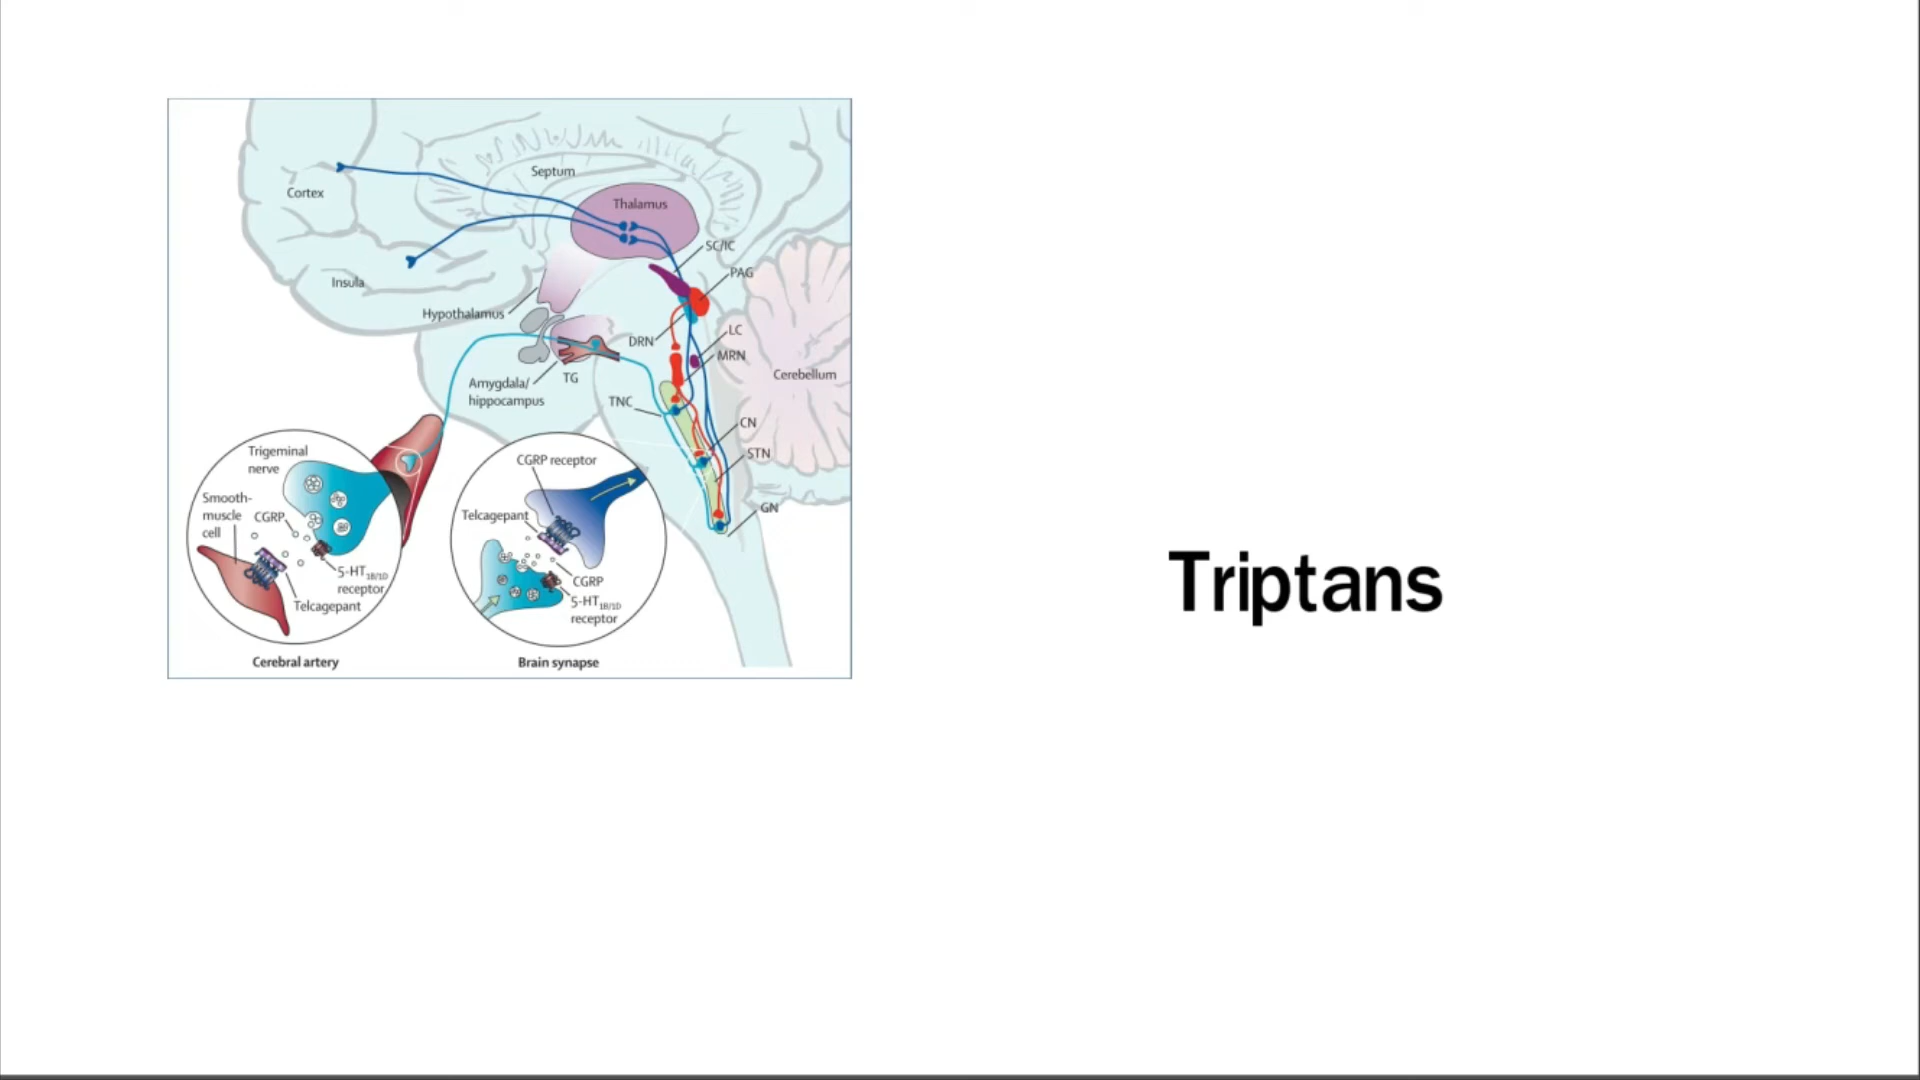 Septum
Cortex
Thalamus
SC/IC
PAG
Insula
Hypothalamus
LC
DRN
MRN
Cerebellum
TG
Amygdala/
hippocampus
TNC
CN
STN
GN
Trigeminal
nerve
Smooth-
muscle
cell
CGRP
5-HT1B/1D
receptor
Telcagepant
Cerebral artery
CGRP receptor
Telcagepant
CGRP
5-HT1B/1D
receptor
Brain synapse
Triptans